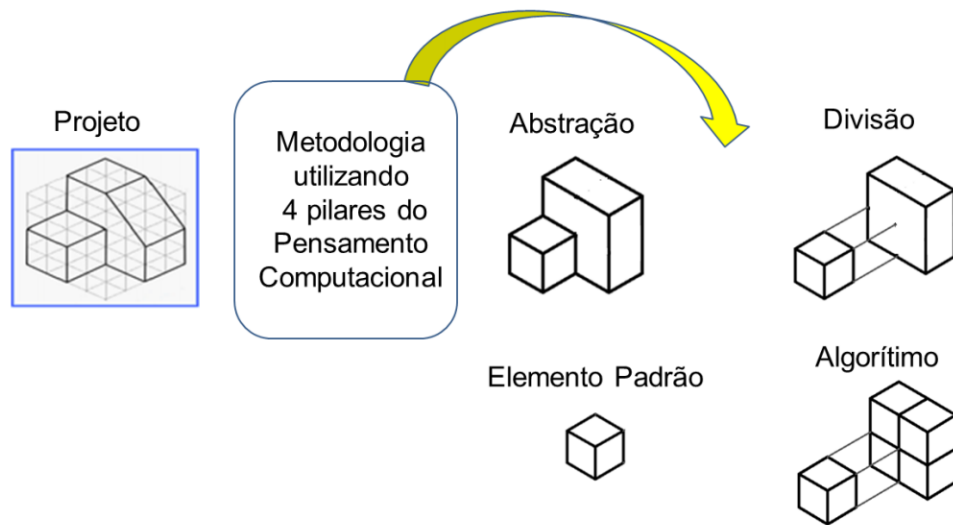 Projeto
Metodologia
utilizando
4 pilares do
Pensamento
Computacional
Abstração
Divisão
Elemento Padrão
Algorítimo